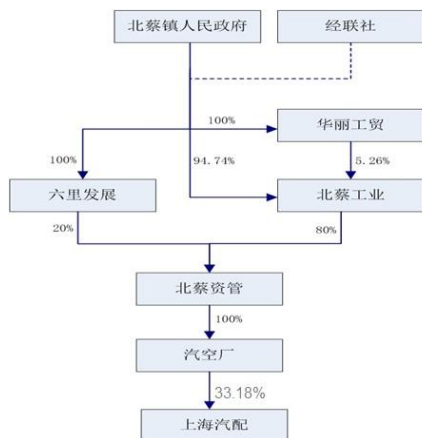 北蔡镇人民政府
经联社
100%
华丽工贸
100%
94.74%
5.26%
六里发展
北蔡工业
20%
80%
北蔡资管
100%
汽空厂
33.18%
上海汽配